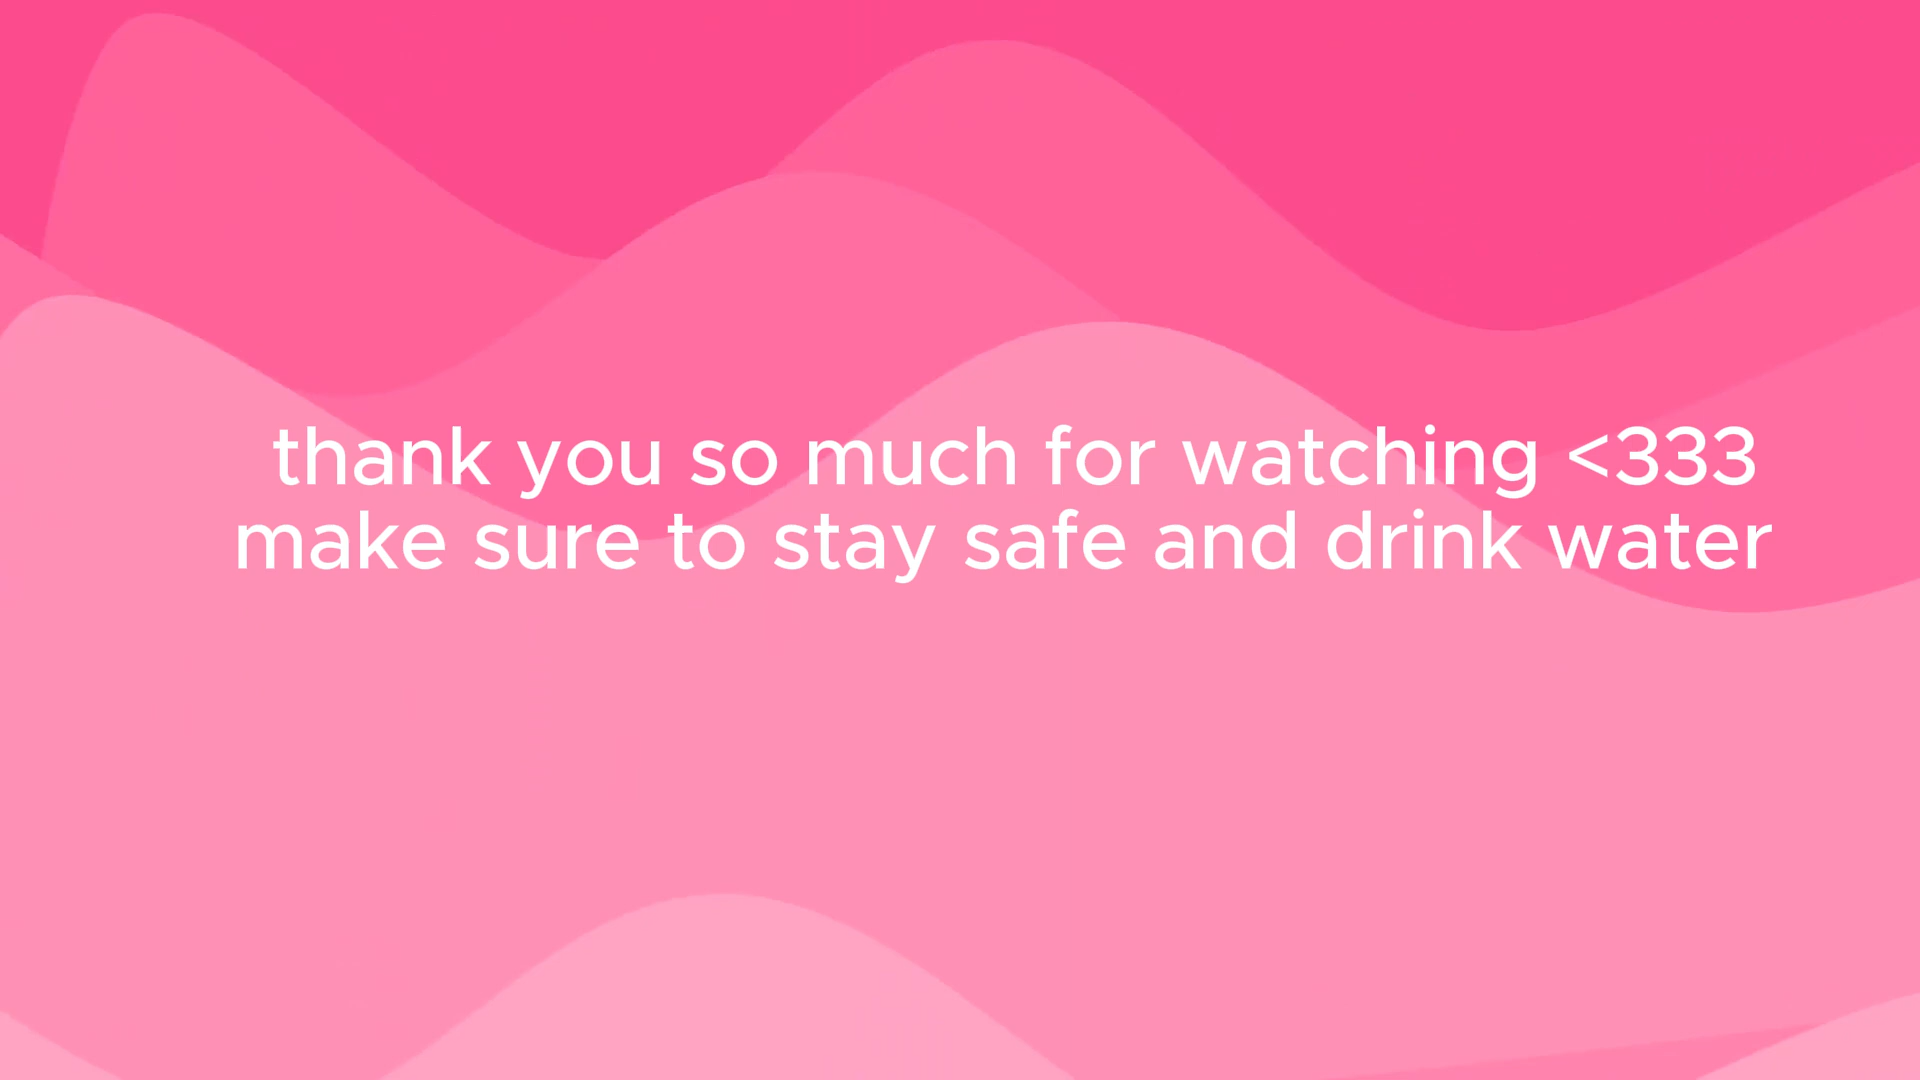 thank you so much for watching <333
make sure to stay safe and drink water